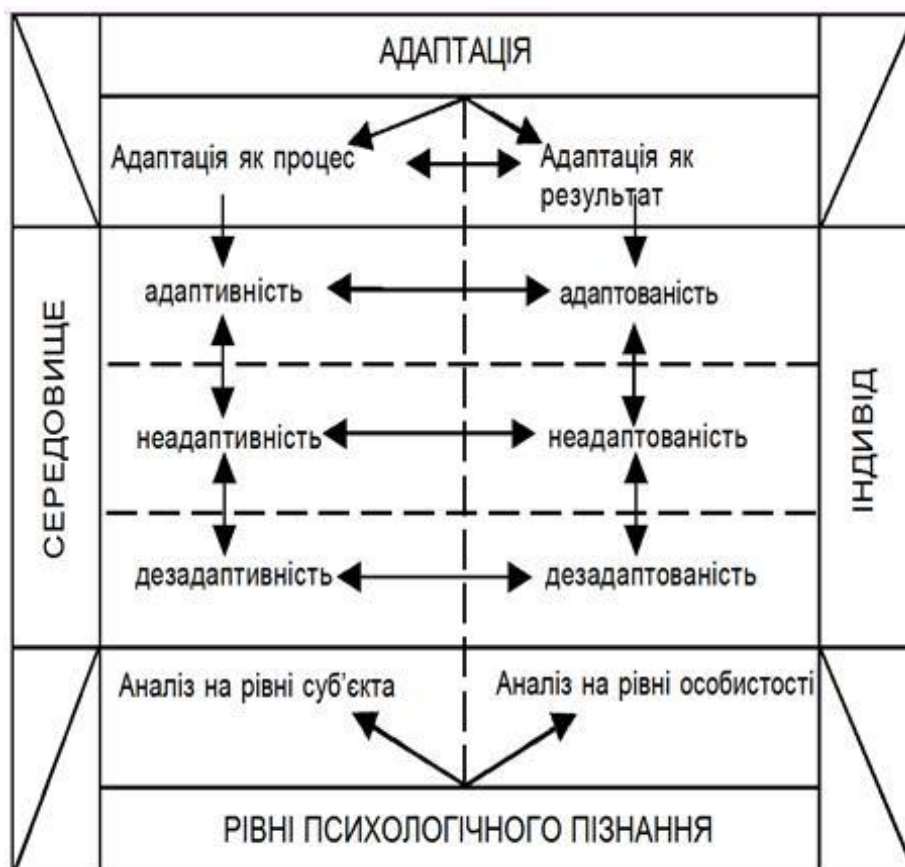 АДАПТАЦІЯ
Адаптація як процес
Адаптація як
результат
СЕРЕДОВИЩЕ
адаптивність
адаптованість
ІНДИВІД
неадаптивність
неадаптованість
дезадаптивність
дезадаптованість
Аналіз на рівні суб’єкта
Аналіз на рівні особистості
РІВНІ ПСИХОЛОГІЧНОГО ПІЗНАННЯ